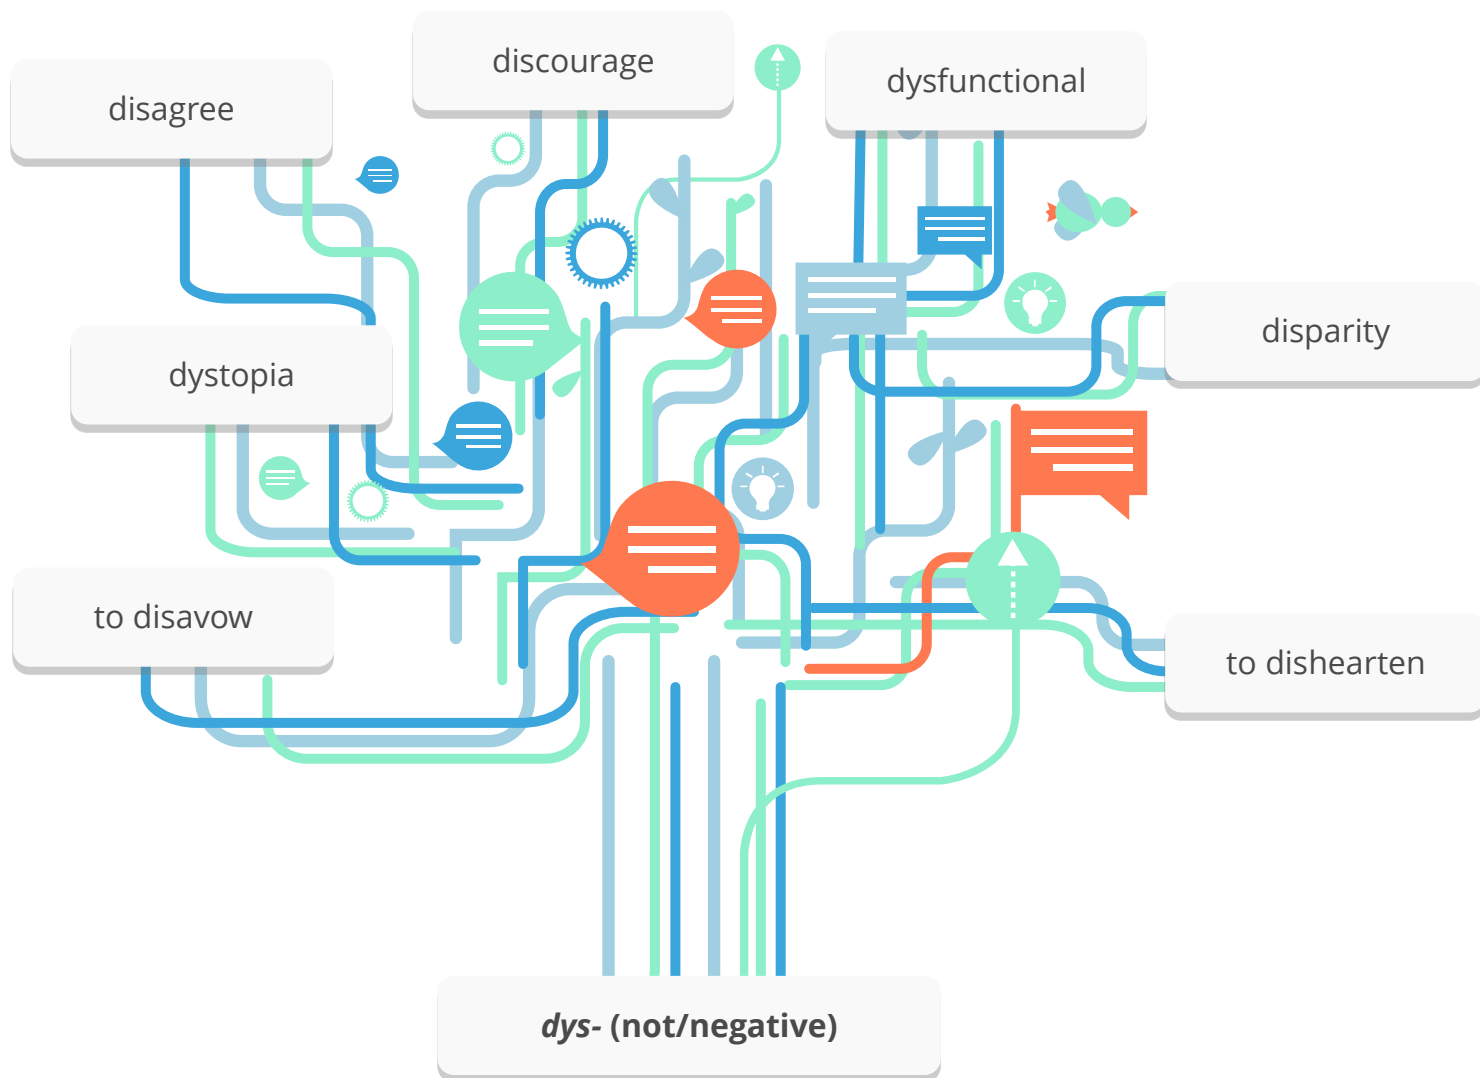 discourage
dysfunctional
disagree
disparity
dystopia
to disavow
to dishearten
dys- (not/negative)